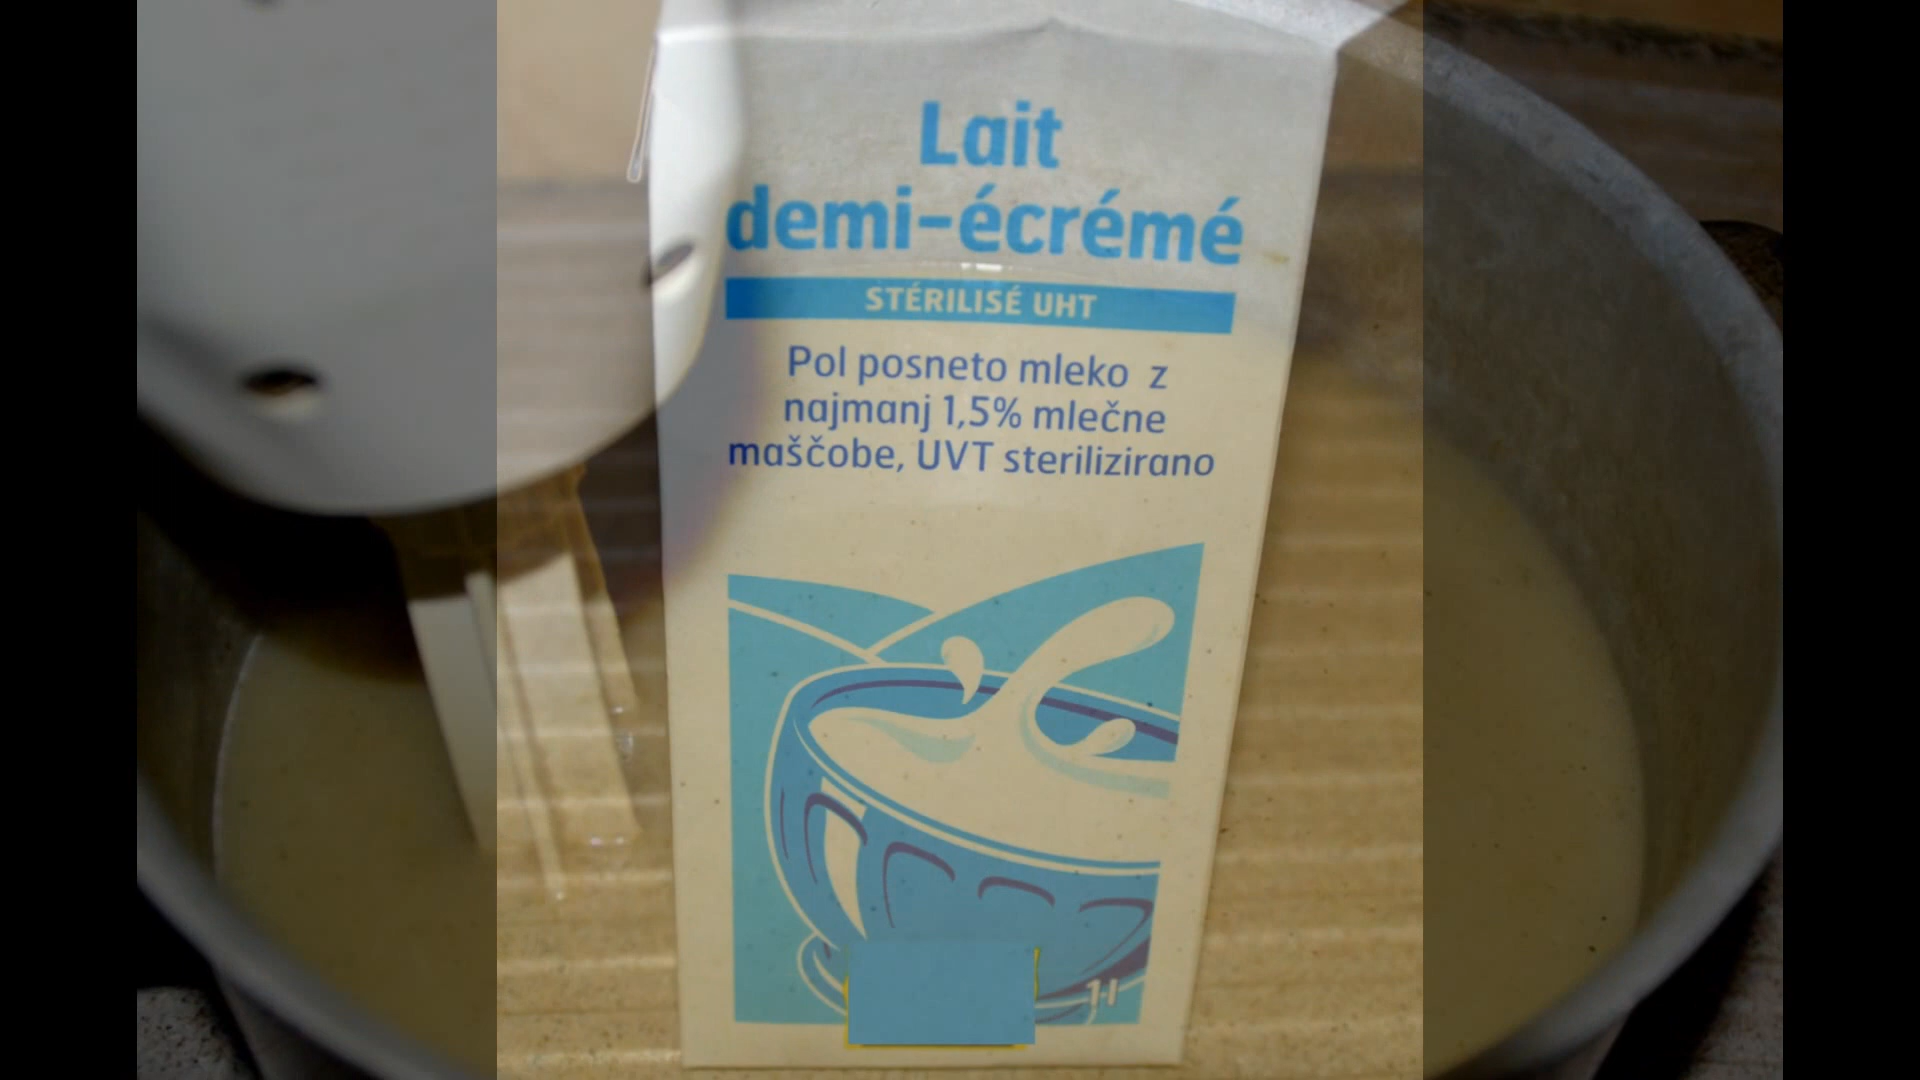 Lait
demi-écrémé
STÉRILISÉ UHT
Pol posneto mleko z
najmanj 1,5% mlečne
maščobe, UVT sterilizirano
1l